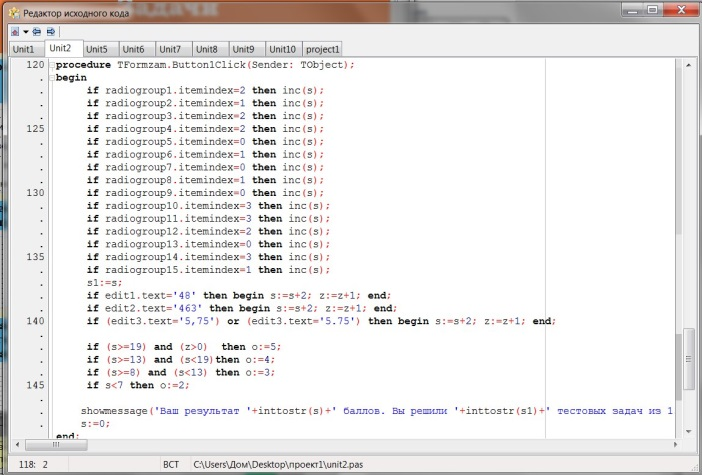 Задачи
Редактор исходного кода
Unit1 Unit2 Unit5 Unit6 Unit7 Unit8 Unit9 Unit10 project1
120 procedure TFormzam.Button1Click(Sender: TObject);
. begin
. if radiogroup1.itemindex=2 then inc(s);
. if radiogroup2.itemindex=1 then inc(s);
. if radiogroup3.itemindex=2 then inc(s);
125 if radiogroup4.itemindex=2 then inc(s);
. if radiogroup5.itemindex=0 then inc(s);
. if radiogroup6.itemindex=1 then inc(s);
. if radiogroup7.itemindex=0 then inc(s);
. if radiogroup8.itemindex=1 then inc(s);
130 if radiogroup9.itemindex=0 then inc(s);
. if radiogroup10.itemindex=3 then inc(s);
. if radiogroup11.itemindex=3 then inc(s);
. if radiogroup12.itemindex=2 then inc(s);
. if radiogroup13.itemindex=0 then inc(s);
135 if radiogroup14.itemindex=3 then inc(s);
. if radiogroup15.itemindex=1 then inc(s);
. s1:=s;
. if edit1.text='48' then begin s:=s+2; z:=z+1; end;
. if edit2.text='463' then begin s:=s+2; z:=z+1; end;
140 if (edit3.text='5,75') or (edit3.text='5.75') then begin s:=s+2; z:=z+1; end;
.
. if (s>=19) and (z>0) then o:=5;
. if (s>=13) and (s<19)then o:=4;
. if (s>=8) and (s<13) then o:=3;
145 if s<7 then o:=2;
.
. showmessage('Ваш результат '+inttostr(s)+' баллов. Вы решили '+inttostr(s1)+' тестовых задач из 1
. s:=0;
. end;
118: 2 ВСТ C:\Users\Дом\Desktop\проект1\unit2.pas